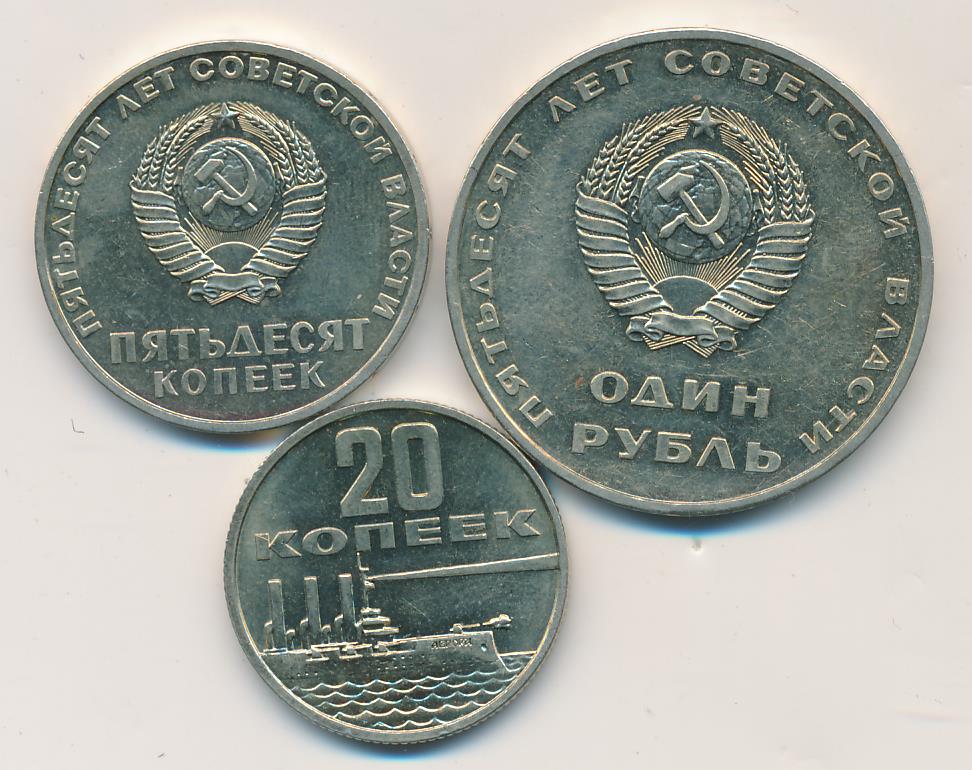 ПЯТЬДЕСЯТ ЛЕТ СОВЕТСКОЙ ВЛАСТИ
ПЯТЬДЕСЯТ
КОПЕЕК
ПЯТЬДЕСЯТ ЛЕТ СОВЕТСКОЙ ВЛАСТИ
ОДИН
РУБЛЬ
20
КОПЕЕК